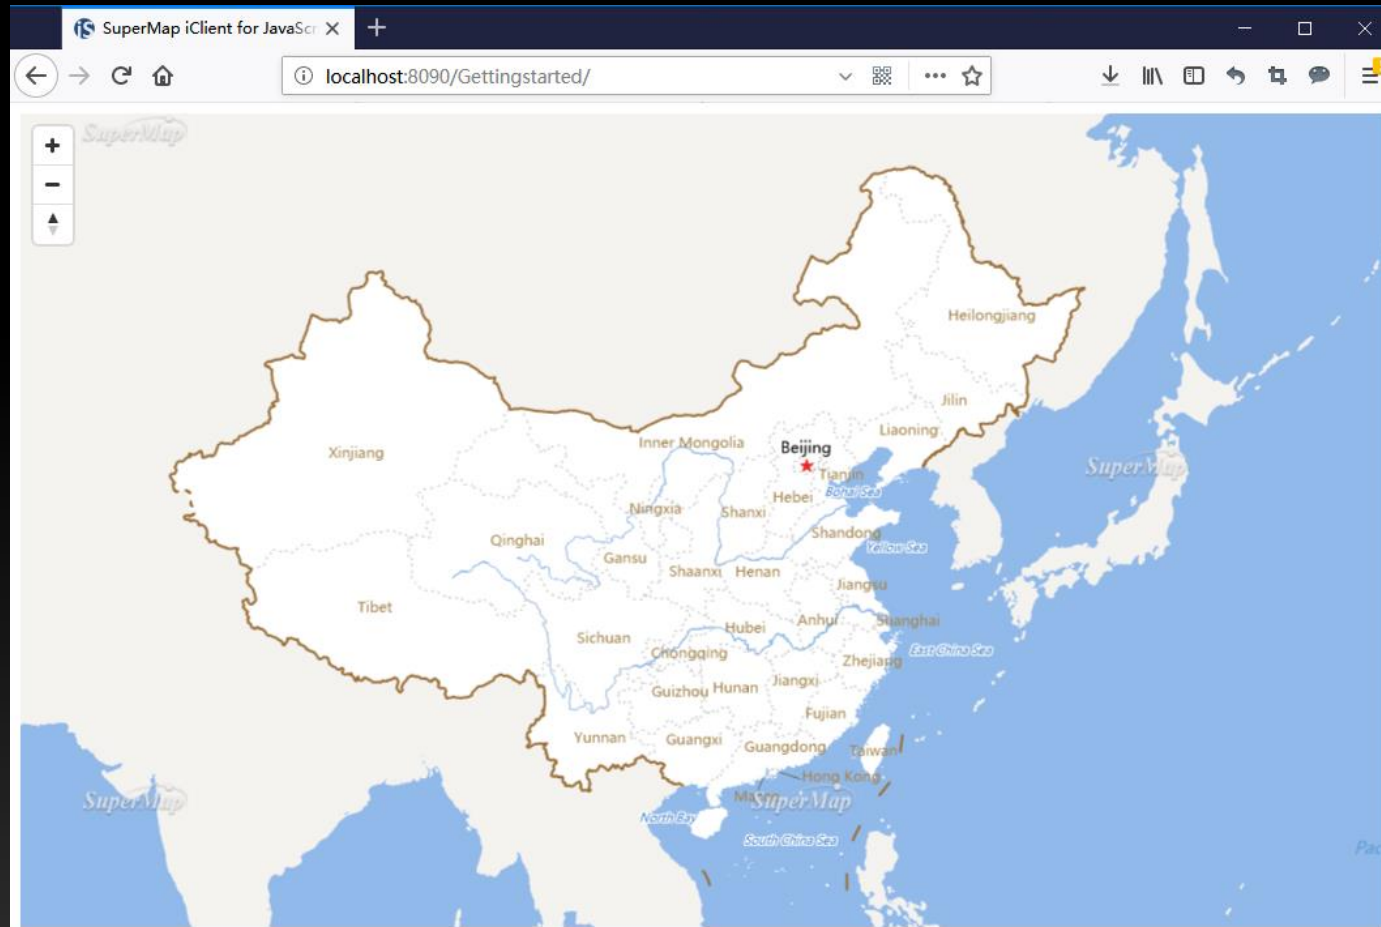 SuperMap iClient for JavaScr
localhost:8090/Gettingstarted/
SuperMap
Heilongjiang
Jilin
Liaoning
Inner Mongolia
Beijing
Xinjiang
SuperMap
Tianjin
Bohai Sea
Hebei
Ningxia
Shanxi
Shandong
Qinghai
Yellow Sea
Gansu
Shaanxi
Henan
Jiangsu
Tibet
Anhui
Shanghai
Hubei
Sichuan
East China Sea
Chongqing
Zhejiang
Jiangxi
Guizhou
Hunan
Fujian
Yunnan
Guangxi
Guangdong
Taiwan
Hong Kong
SuperMap
SuperMap
North Bay
South China Sea